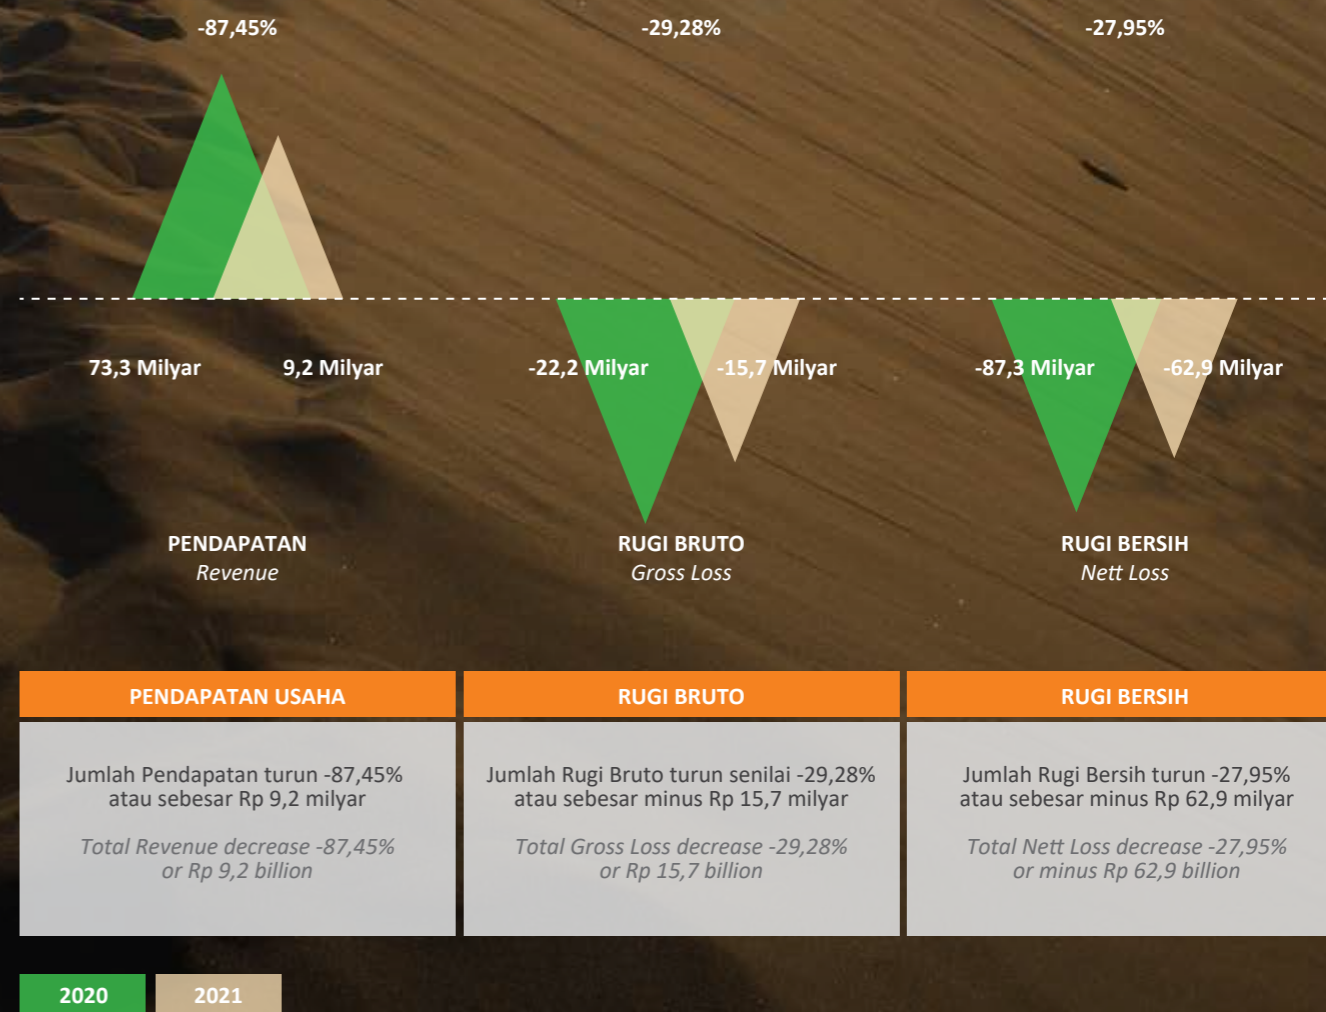 -87,45%
-29,28%
-27,95%
73,3 Milyar
9,2 Milyar
-22,2 Milyar
-15,7 Milyar
-87,3 Milyar
-62,9 Milyar
PENDAPATAN
Revenue
RUGI BRUTO
Gross Loss
RUGI BERSIH
Nett Loss
PENDAPATAN USAHA
Jumlah Pendapatan turun -87,45%
atau sebesar Rp 9,2 milyar
Total Revenue decrease -87,45%
or Rp 9,2 billion
RUGI BRUTO
Jumlah Rugi Bruto turun senilai -29,28%
atau sebesar minus Rp 15,7 milyar
Total Gross Loss decrease -29,28%
or Rp 15,7 billion
RUGI BERSIH
Jumlah Rugi Bersih turun -27,95%
atau sebesar minus Rp 62,9 milyar
Total Nett Loss decrease -27,95%
or minus Rp 62,9 billion
2020
2021